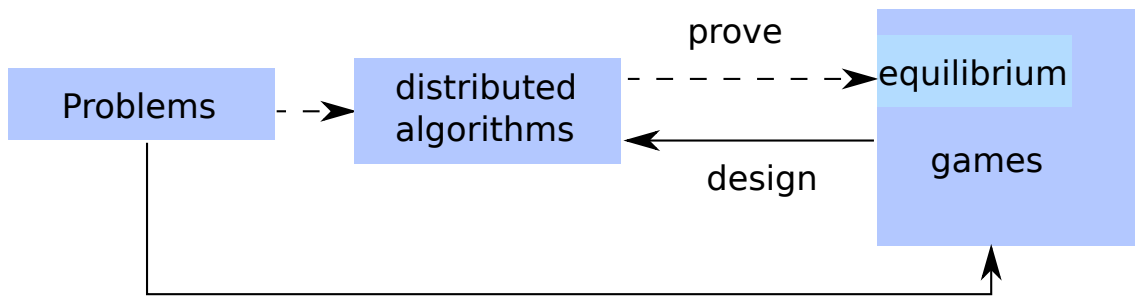 Problems
distributed
algorithms
prove
design
equilibrium
games